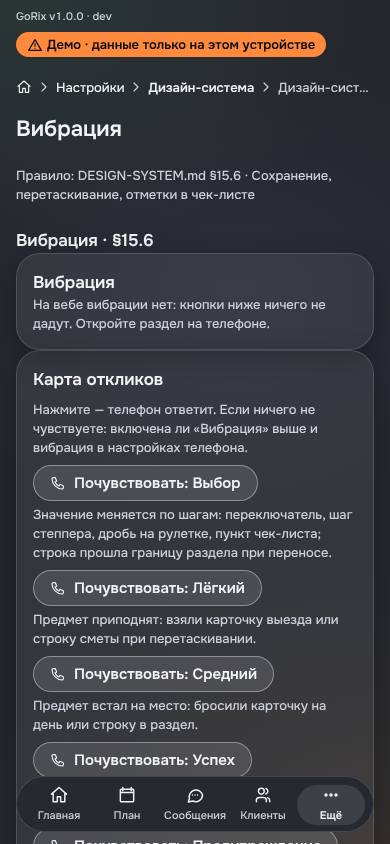 GoRix v1.0.0 · dev
Демо · данные только на этом устройстве
Настройки
Дизайн-система
Дизайн-сист…
Вибрация
Правило: DESIGN-SYSTEM.md §15.6 · Сохранение,
перетаскивание, отметки в чек-листе
Вибрация · §15.6
Вибрация
На вебе вибрации нет: кнопки ниже ничего не
дадут. Откройте раздел на телефоне.
Карта откликов
Нажмите — телефон ответит. Если ничего не
чувствуете: включена ли «Вибрация» выше и
вибрация в настройках телефона.
Почувствовать: Выбор
Значение меняется по шагам: переключатель, шаг
степпера, дробь на рулетке, пункт чек-листа;
строка прошла границу раздела при переносе.
Почувствовать: Лёгкий
Предмет приподнят: взяли карточку выезда или
строку сметы при перетаскивании.
Почувствовать: Средний
Предмет встал на место: бросили карточку на
день или строку в раздел.
Почувствовать: Успех
Главная
План
Сообщения
Клиенты
Ещё